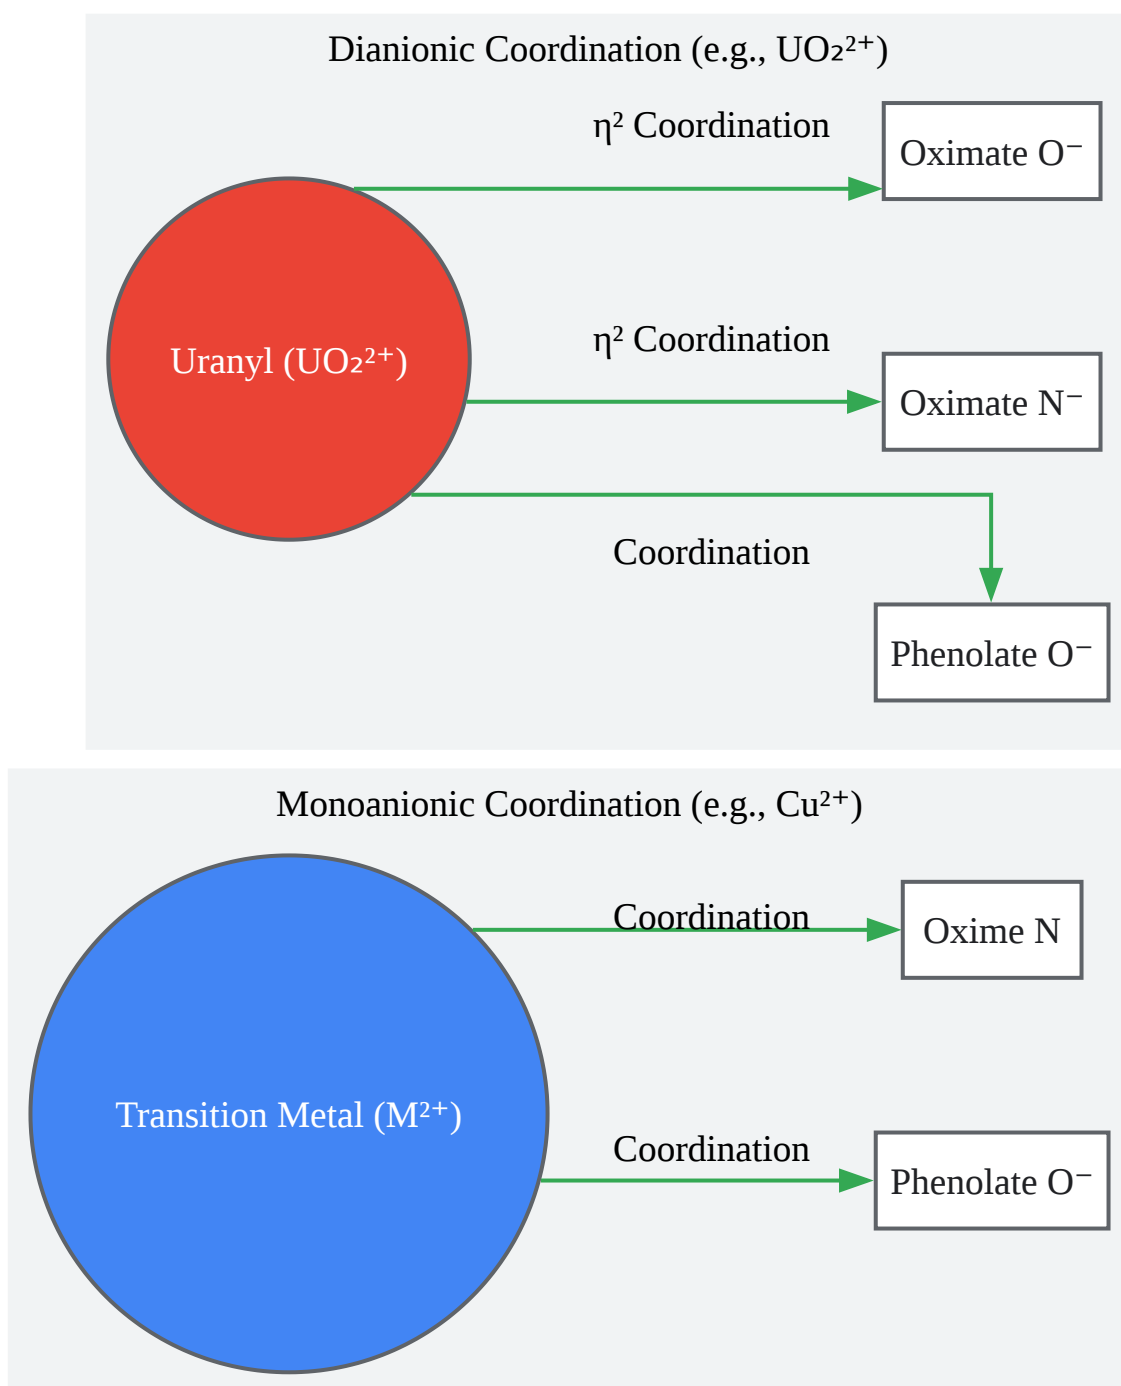 Dianionic Coordination (e.g., UO₂²⁺)
η² Coordination
Oximate O⁻
Uranyl (UO₂²⁺)
η² Coordination
Oximate N⁻
Coordination
Phenolate O⁻
Monoanionic Coordination (e.g., Cu²⁺)
Coordination
Oxime N
Transition Metal (M²⁺)
Coordination
Phenolate O⁻